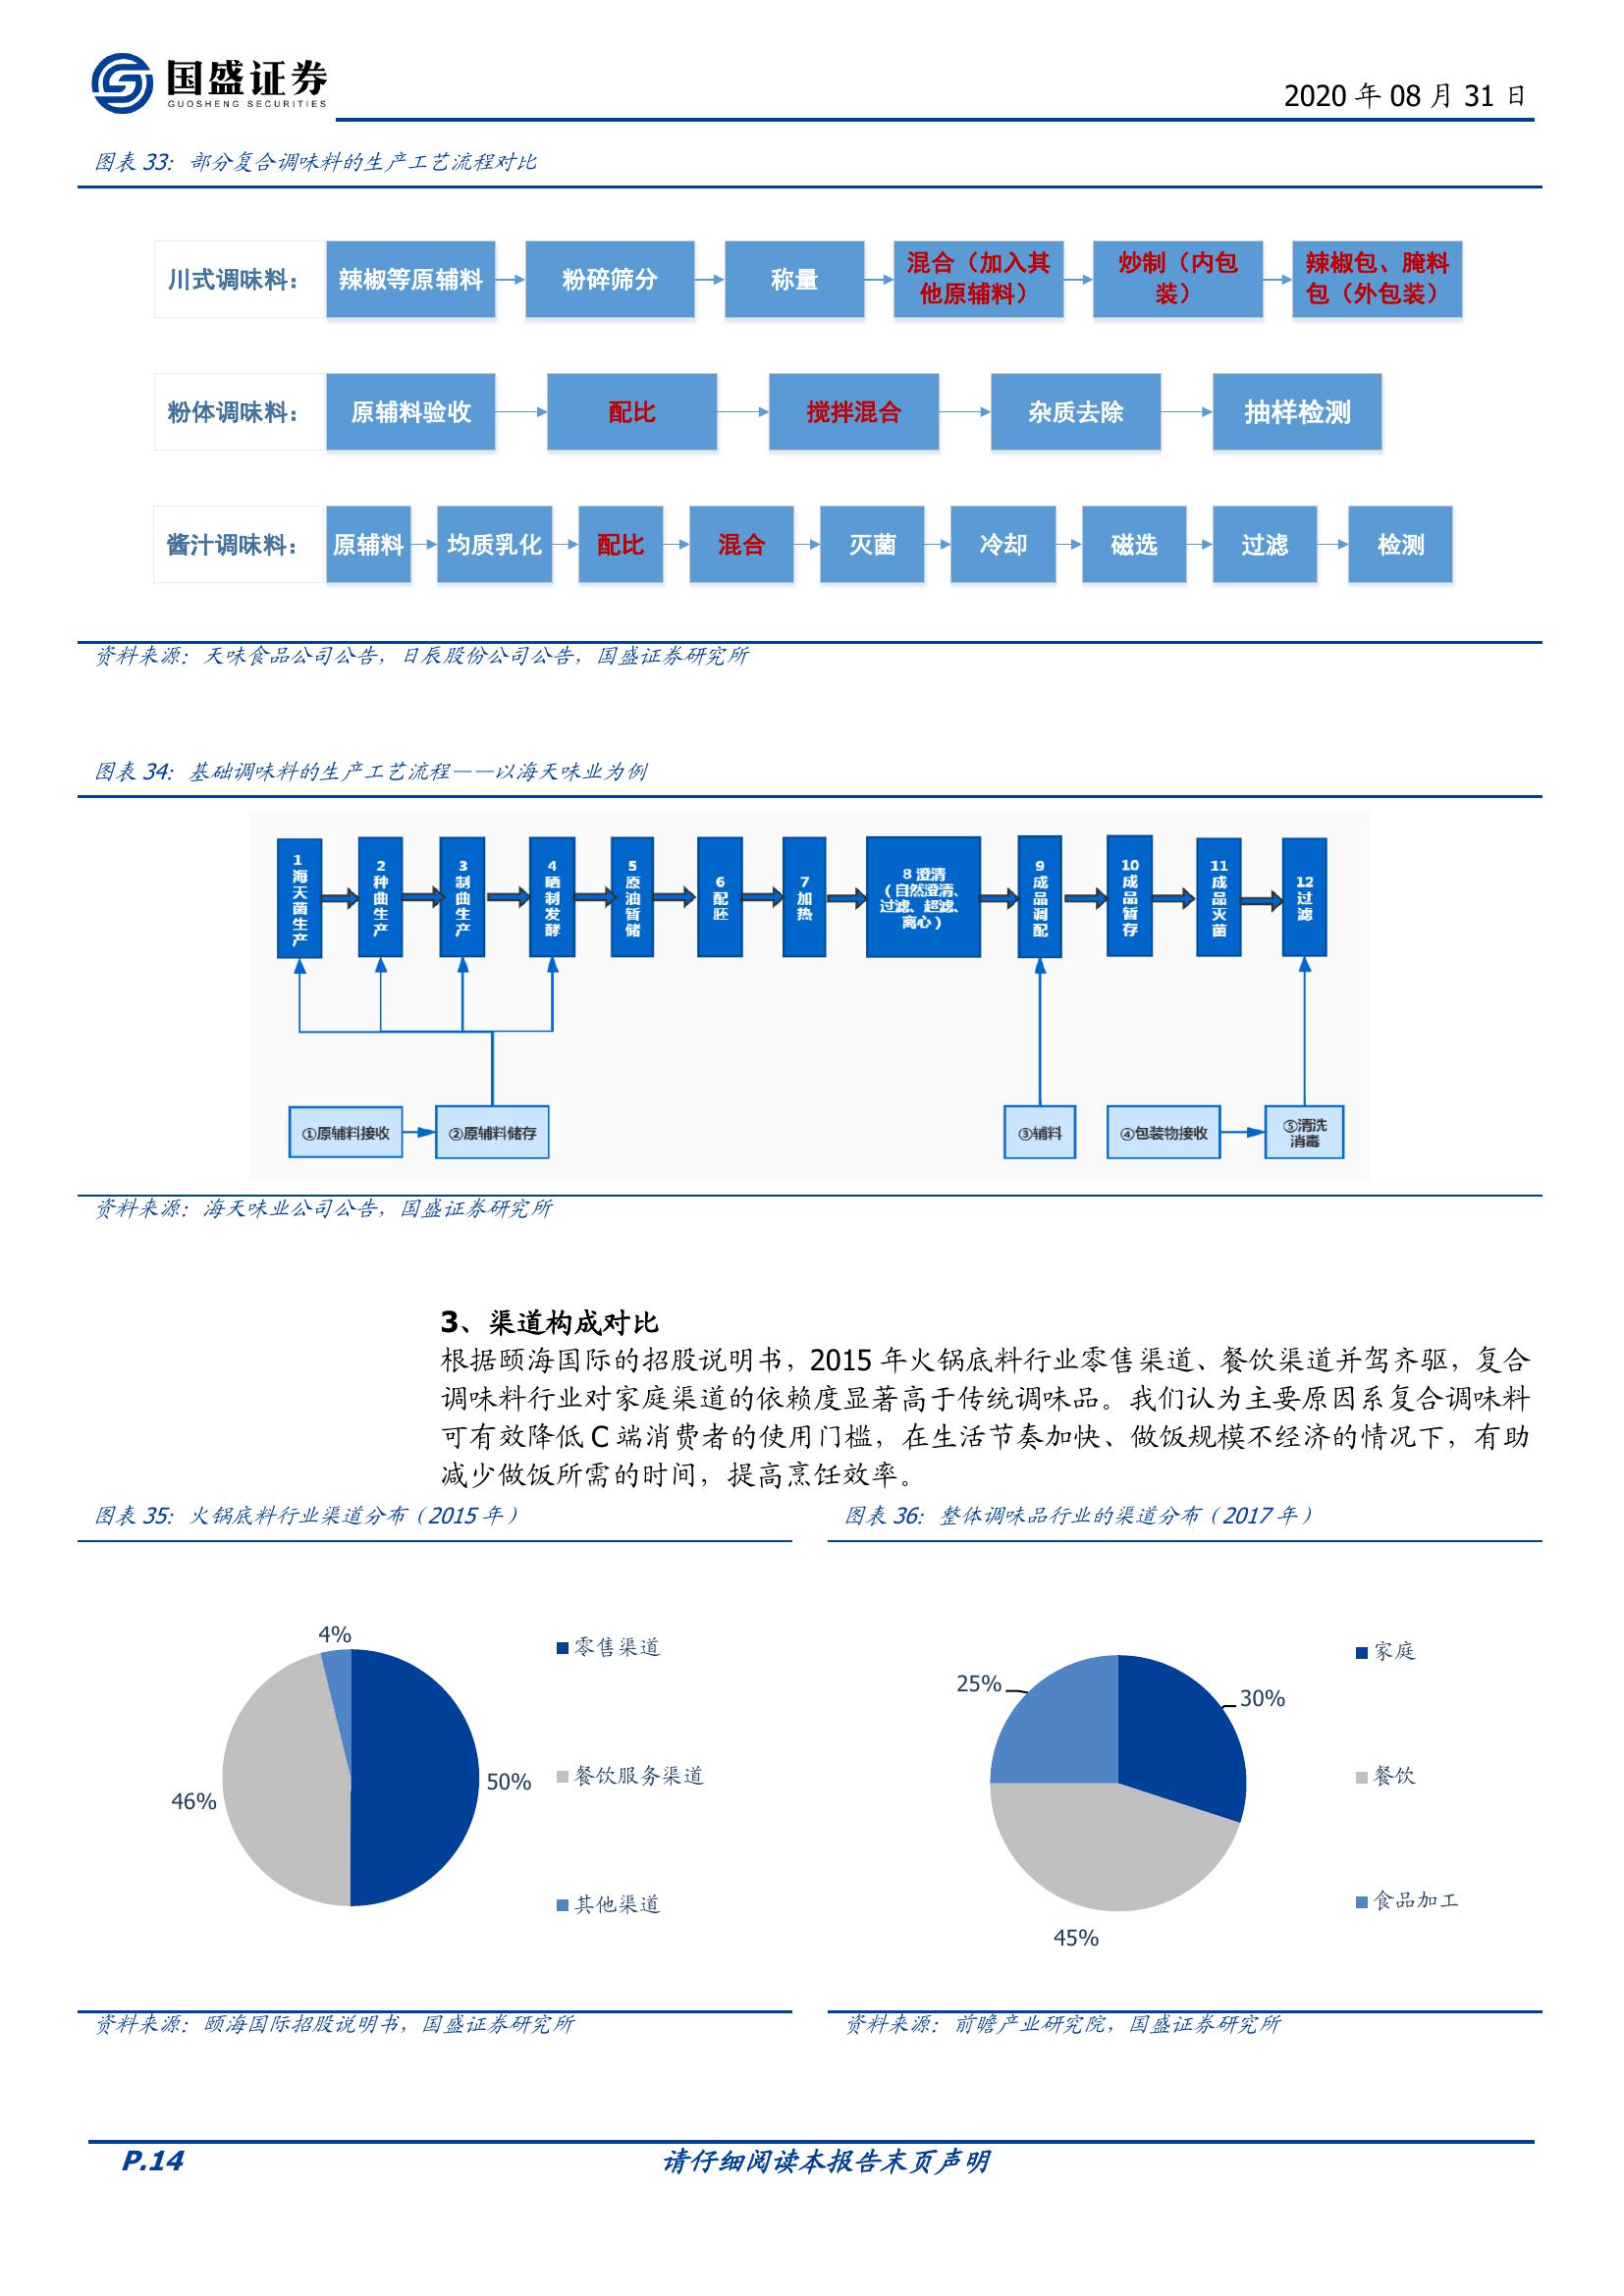 国盛证券
GUOSHENG SECURITIES
2020 年 08 月 31 日
图表 33：部分复合调味料的生产工艺流程对比
川式调味料：
辣椒等原辅料
粉碎筛分
称量
混合（加入其
他原辅料）
炒制（内包
装）
辣椒包、腌料
包（外包装）
粉体调味料：
原辅料验收
配比
搅拌混合
杂质去除
抽样检测
酱汁调味料：
原辅料
均质乳化
配比
混合
灭菌
冷却
磁选
过滤
检测
资料来源：天味食品公司公告，日辰股份公司公告，国盛证券研究所
图表 34：基础调味料的生产工艺流程——以海天味业为例
1海天菌生产
2种曲生产
3制曲生产
4晒制发酵
5原油暂储
6配胚
7加热
8 澄清
（自然澄清、
过滤、超滤、
离心）
9成品调配
10成品暂存
11成品灭菌
12过滤
①原辅料接收
②原辅料储存
③辅料
④包装物接收
⑤清洗
消毒
资料来源：海天味业公司公告，国盛证券研究所
3、渠道构成对比
根据颐海国际的招股说明书，2015 年火锅底料行业零售渠道、餐饮渠道并驾齐驱，复合
调味料行业对家庭渠道的依赖度显著高于传统调味品。我们认为主要原因系复合调味料
可有效降低 C 端消费者的使用门槛，在生活节奏加快、做饭规模不经济的情况下，有助
减少做饭所需的时间，提高烹饪效率。
图表 35：火锅底料行业渠道分布（2015 年）
4%
50%
46%
零售渠道
餐饮服务渠道
其他渠道
资料来源：颐海国际招股说明书，国盛证券研究所
图表 36：整体调味品行业的渠道分布（2017 年）
25%
30%
45%
家庭
餐饮
食品加工
资料来源：前瞻产业研究院，国盛证券研究所
P.14
请仔细阅读本报告末页声明